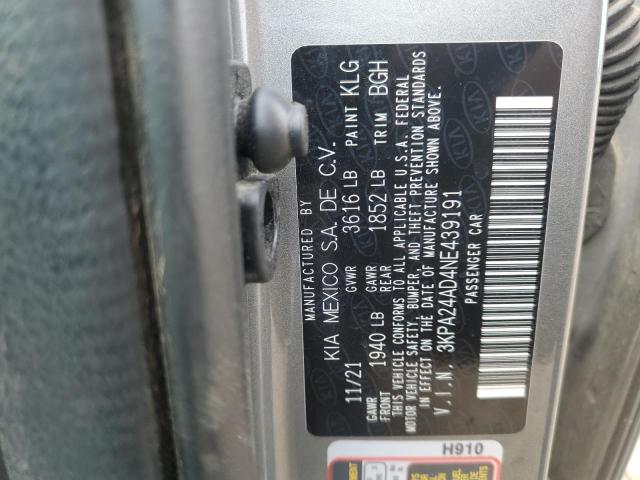 MANUFACTURED BY
KIA MEXICO S.A. DE C.V.
11/21 GVWR 3616 LB PAINT KLG
GAWR FRONT 1940 LB GAWR REAR 1852 LB TRIM BGH
THIS VEHICLE CONFORMS TO ALL APPLICABLE U.S.A. FEDERAL
MOTOR VEHICLE SAFETY, BUMPER, AND THEFT PREVENTION STANDARDS
IN EFFECT ON THE DATE OF MANUFACTURE SHOWN ABOVE.
V.I.N. 3KPA24AD4NE439191
PASSENGER CAR
H910